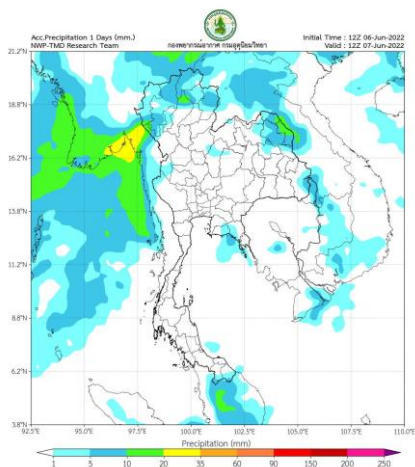 Acc.Precipitation 1 Days (mm.)
NWP-TMD Research Team
กองพยากรณ์อากาศ กรมอุตุนิยมวิทยา
Initial Time : 12Z 06-Jun-2022
Valid : 12Z 07-Jun-2022
21.2°N
18.8°N
16.2°N
13.8°N
11.2°N
8.8°N
6.2°N
3.8°N
92.5°E 95.0°E 97.5°E 100.0°E 102.5°E 105.0°E 107.5°E 110.0°E
Precipitation (mm)
1 5 10 20 35 60 90 150 200 250